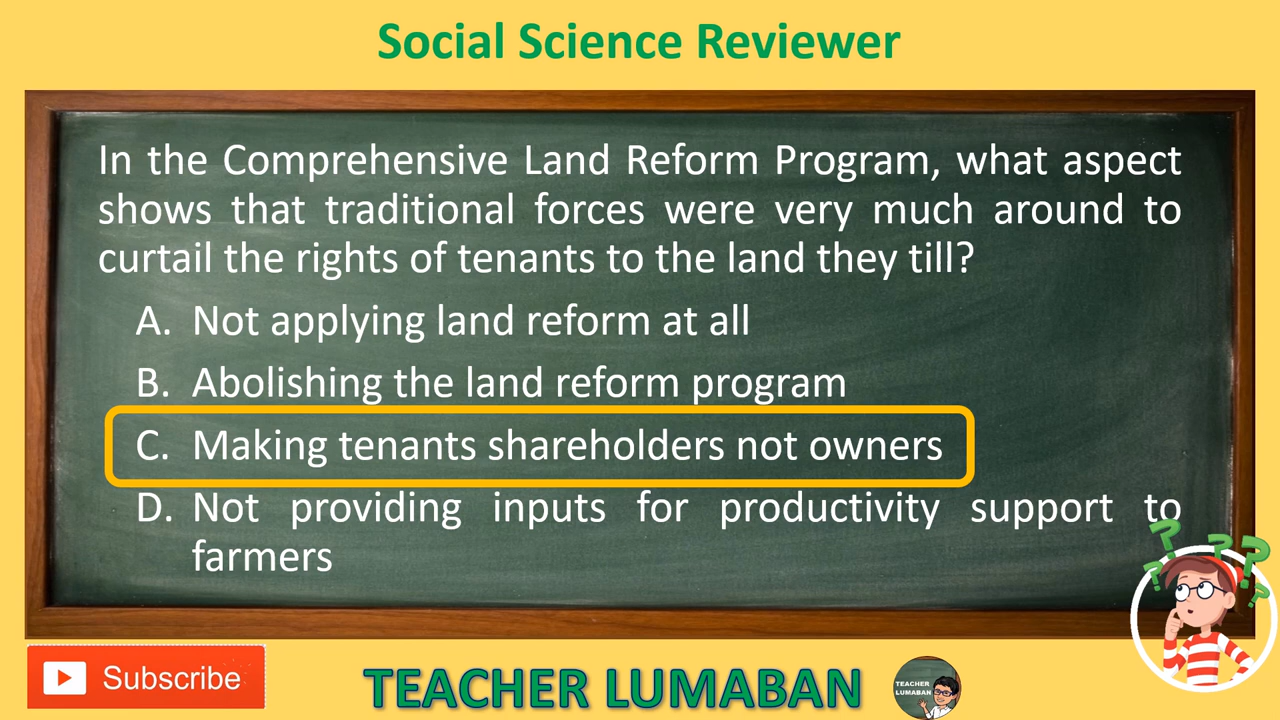 Social Science Reviewer
In the Comprehensive Land Reform Program, what aspect
shows that traditional forces were very much around to
curtail the rights of tenants to the land they till?
A. Not applying land reform at all
B. Abolishing the land reform program
C. Making tenants shareholders not owners
D. Not providing inputs for productivity support to
farmers
Subscribe
TEACHER LUMABAN
TEACHER
LUMABAN